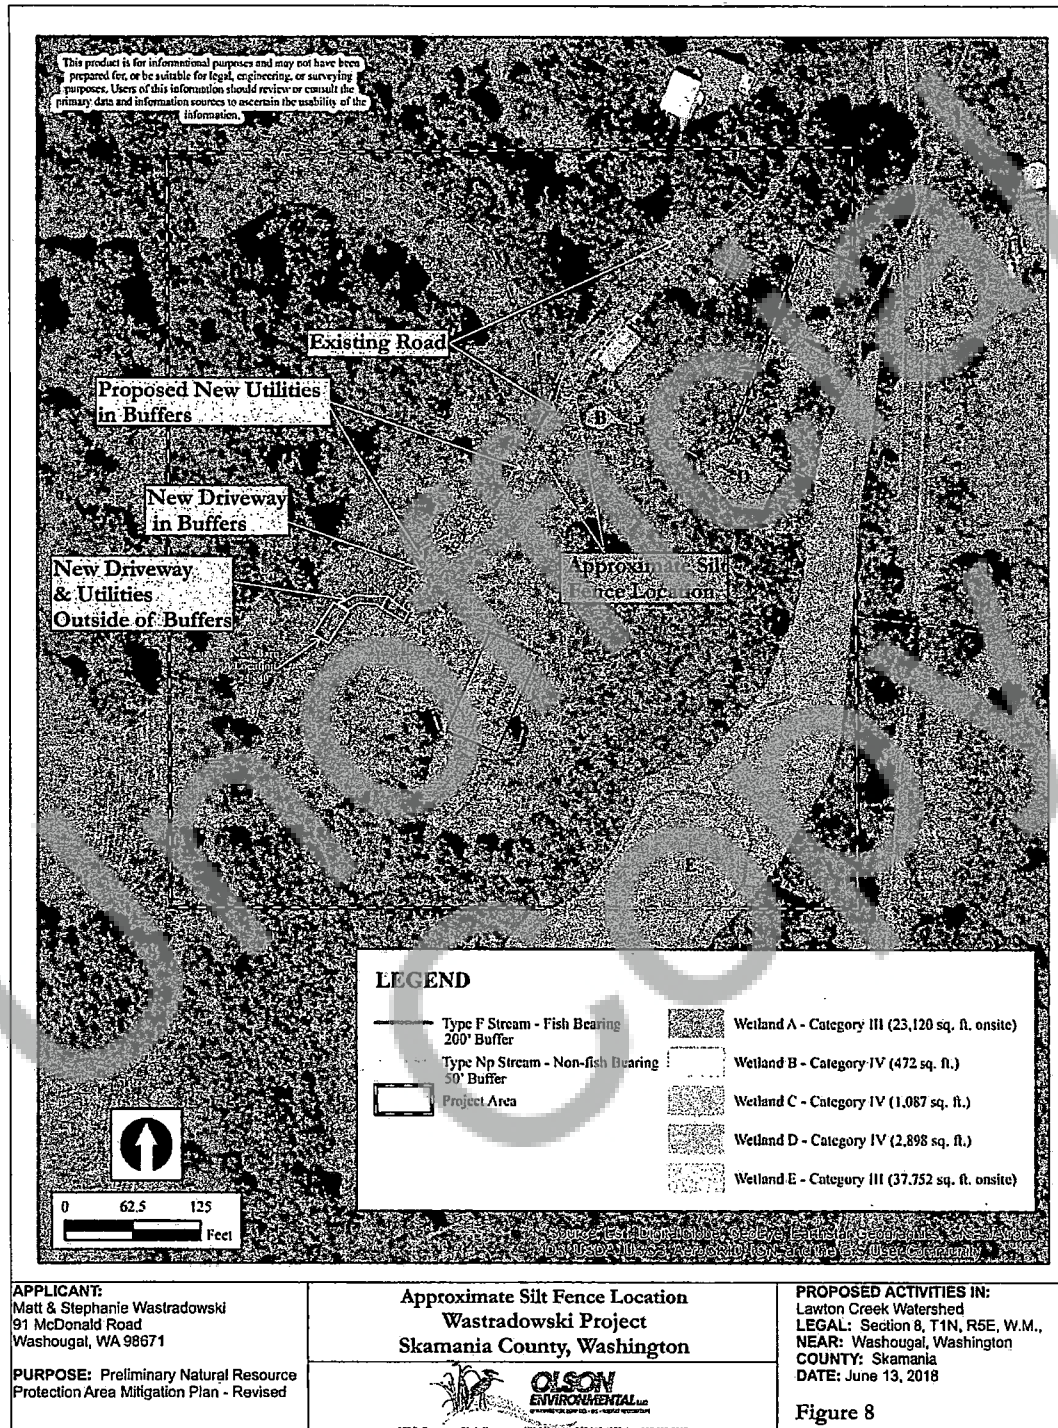 This product is for informational purposes and may not have been
prepared for, or be suitable for legal, engineering, or surveying
purposes. Users of this information should review or consult the
primary data and information sources to ascertain the usability of the
information.
Existing Road
Proposed New Utilities
in Buffers
New Driveway
in Buffers
New Driveway
& Utilities
Outside of Buffers
B
Approximate Silt
Fence Location
E
Unofficial
Copy
LEGEND
Type F Stream - Fish Bearing
200' Buffer
Type Np Stream - Non-fish Bearing
50' Buffer
Project Area
Wetland A - Category III (23,120 sq. ft. onsite)
Wetland B - Category IV (472 sq. ft.)
Wetland C - Category IV (1,087 sq. ft.)
Wetland D - Category IV (2,898 sq. ft.)
Wetland E - Category III (37,752 sq. ft. onsite)
0 62.5 125
Feet
APPLICANT:
Matt & Stephanie Wastradowski
91 McDonald Road
Washougal, WA 98671
PURPOSE: Preliminary Natural Resource
Protection Area Mitigation Plan - Revised
Approximate Silt Fence Location
Wastradowski Project
Skamania County, Washington
OLSON
ENVIRONMENTAL LLC
PROPOSED ACTIVITIES IN:
Lawton Creek Watershed
LEGAL: Section 8, T1N, R5E, W.M.,
NEAR: Washougal, Washington
COUNTY: Skamania
DATE: June 13, 2018
Figure 8